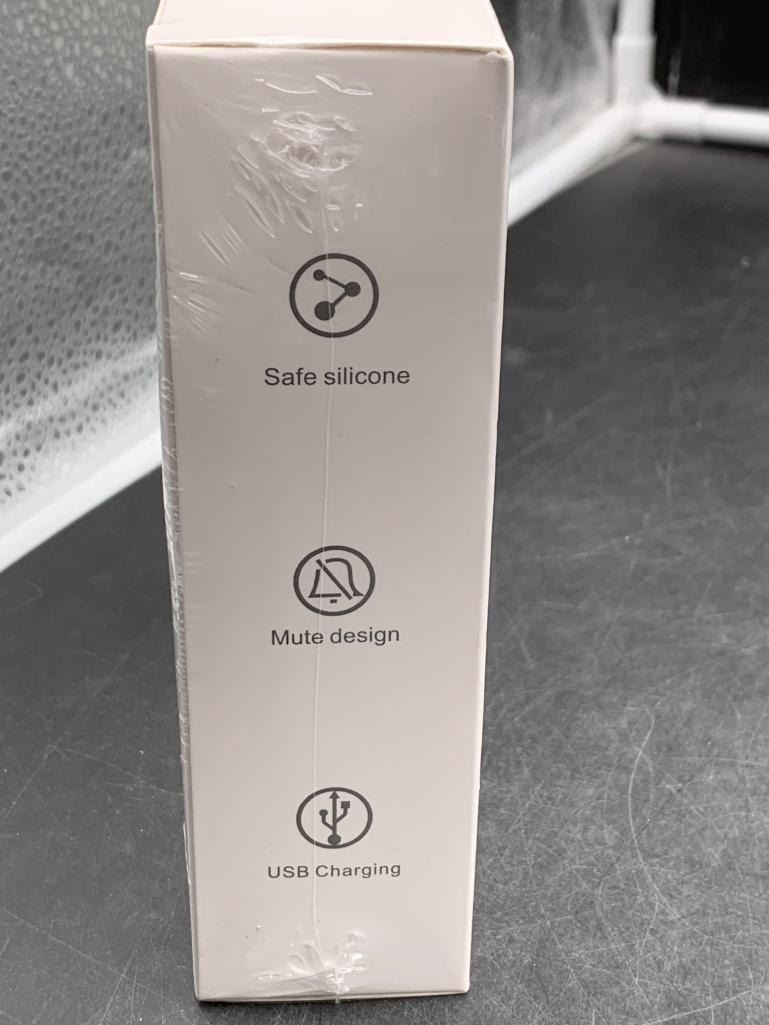 Safe silicone
Mute design
USB Charging